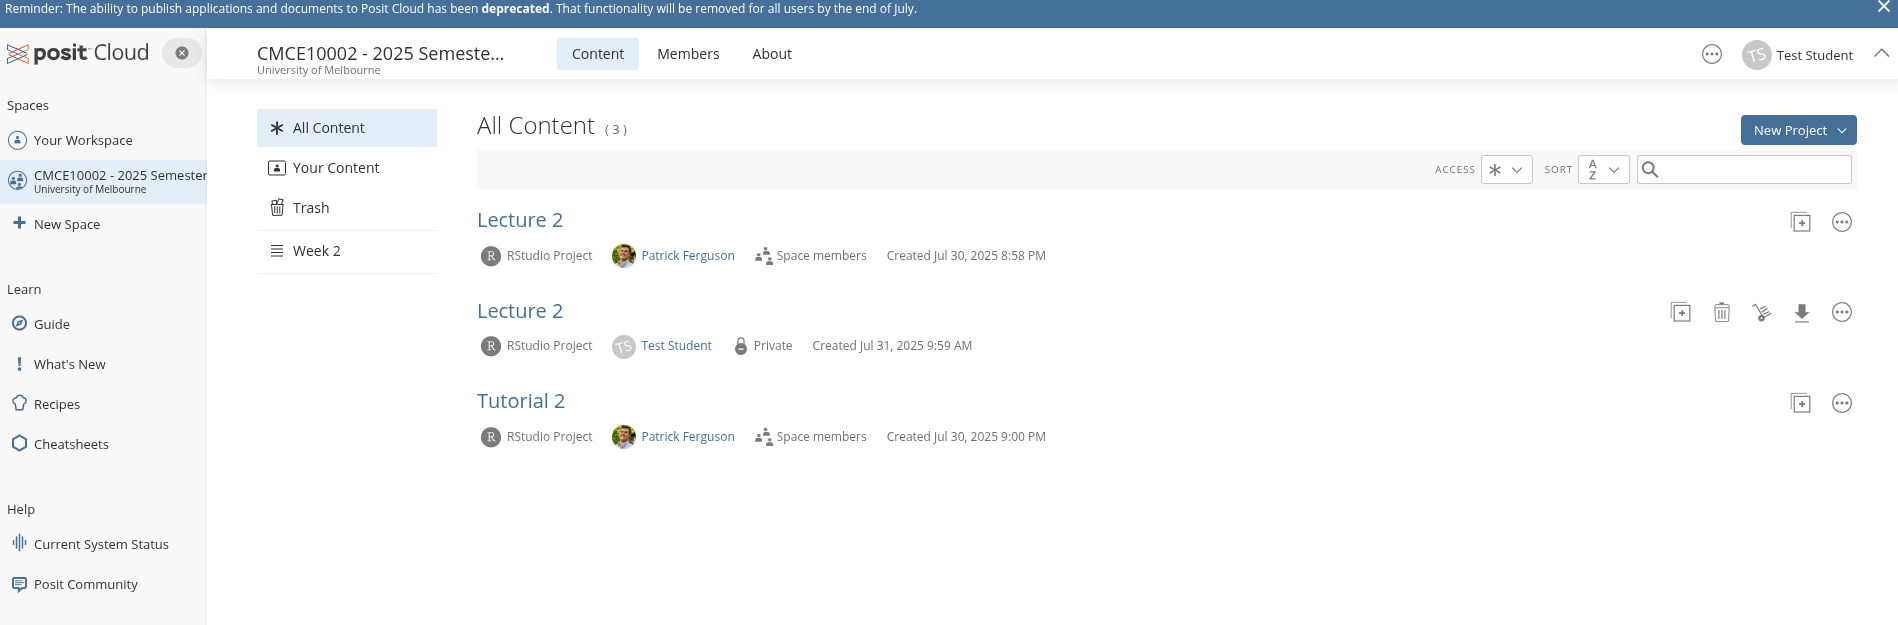 Reminder: The ability to publish applications and documents to Posit Cloud has been deprecated. That functionality will be removed for all users by the end of July.
posit Cloud
CMCE10002 - 2025 Semeste...
University of Melbourne
Content
Members
About
TS
Test Student
Spaces
Your Workspace
CMCE10002 - 2025 Semester
University of Melbourne
New Space
Learn
Guide
What's New
Recipes
Cheatsheets
Help
Current System Status
Posit Community
All Content
Your Content
Trash
Week 2
All Content ( 3 )
New Project
ACCESS
SORT
A
Z
Lecture 2
R RStudio Project Patrick Ferguson Space members Created Jul 30, 2025 8:58 PM
Lecture 2
R RStudio Project TS Test Student Private Created Jul 31, 2025 9:59 AM
Tutorial 2
R RStudio Project Patrick Ferguson Space members Created Jul 30, 2025 9:00 PM